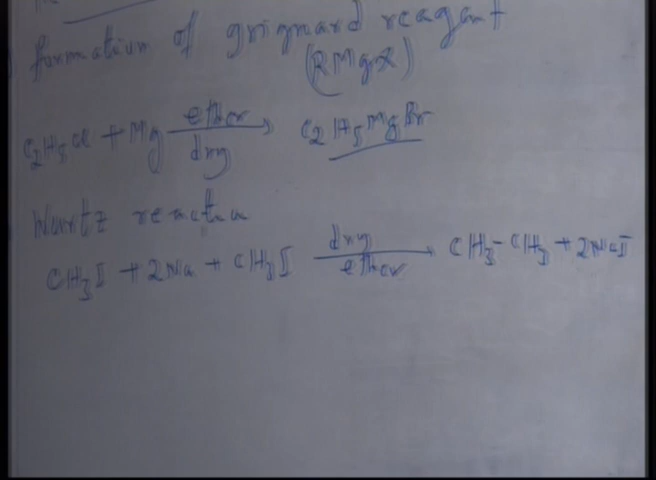 formation of grignard reagant
(RMgX)
C2H5Cl + Mg ether dry → C2H5MgBr
Wurtz reaction
CH3I + 2Na + CH3I dry ether → CH3-CH3 + 2NaI